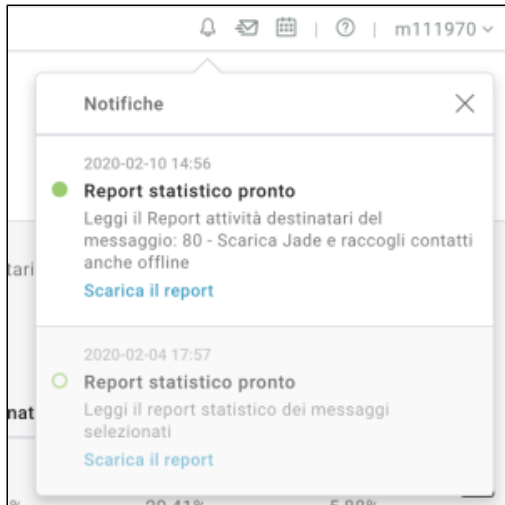 m111970
Notifiche
2020-02-10 14:56
Report statistico pronto
Leggi il Report attività destinatari del
messaggio: 80 - Scarica Jade e raccogli contatti
anche offline
Scarica il report
tari
2020-02-04 17:57
Report statistico pronto
Leggi il report statistico dei messaggi
selezionati
nat
Scarica il report